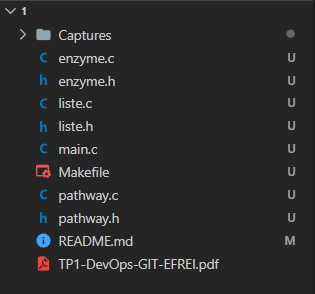 1
Captures
enzyme.c U
enzyme.h U
liste.c U
liste.h U
main.c U
Makefile U
pathway.c U
pathway.h U
README.md M
TP1-DevOps-GIT-EFREI.pdf